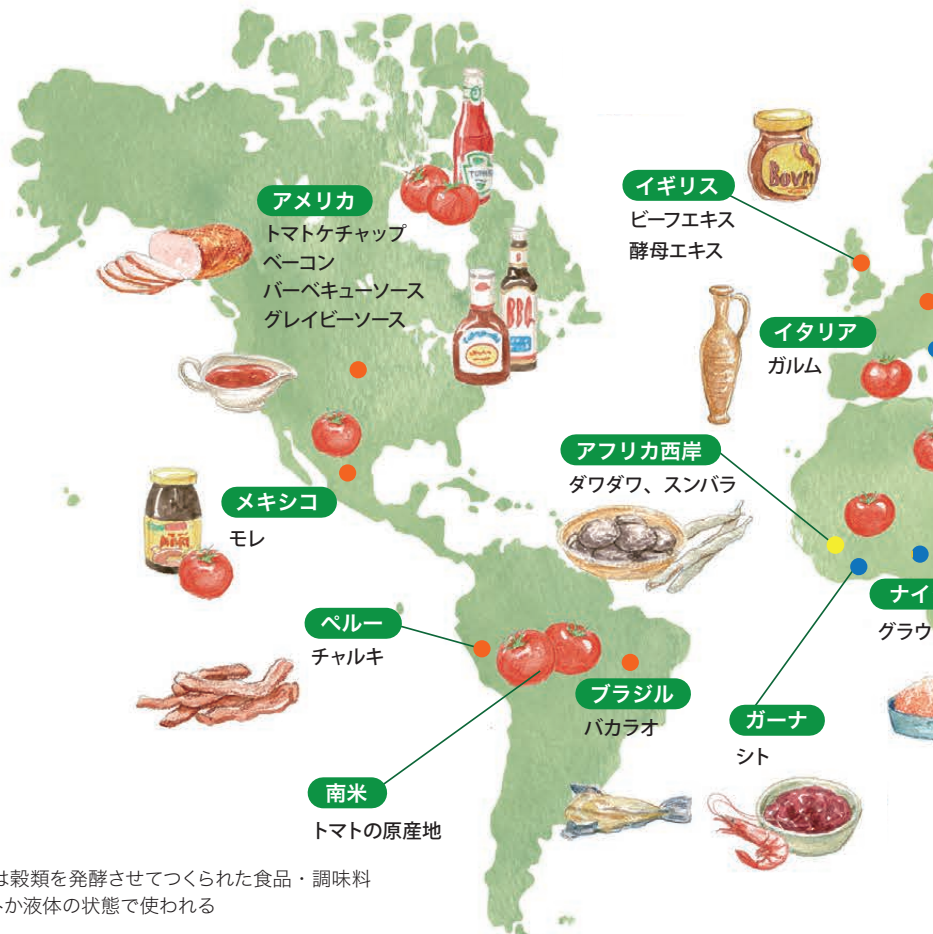 アメリカ
トマトケチャップ
ベーコン
バーベキューソース
グレイビーソース
BBQ
イギリス
ビーフエキス
酵母エキス
Bovri
イタリア
ガルム
アフリカ西岸
ダワダワ、スンバラ
メキシコ
モレ
ペルー
チャルキ
ブラジル
バカラオ
ガーナ
シト
ナイ
グラウ
南米
トマトの原産地
は穀類を発酵させてつくられた食品・調味料
か液体の状態で使われる